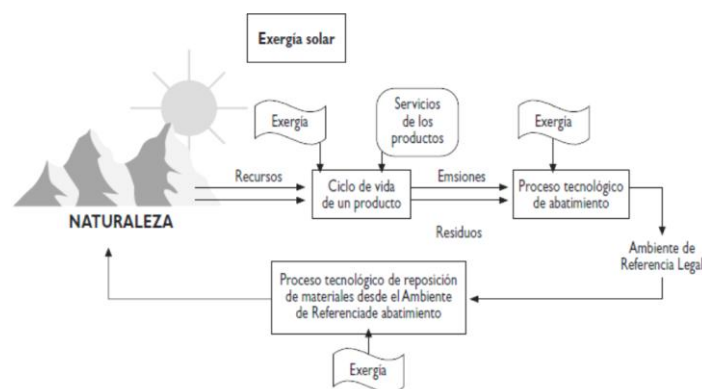 Exergía solar
Exergía
Servicios
de los
productos
Exergía
Recursos
Ciclo de vida
de un producto
Emsiones
Proceso tecnológico
de abatimiento
NATURALEZA
Residuos
Ambiente de
Referencia Legal
Proceso tecnológico de reposición
de materiales desde el Ambiente
de Referenciade abatimiento
Exergía